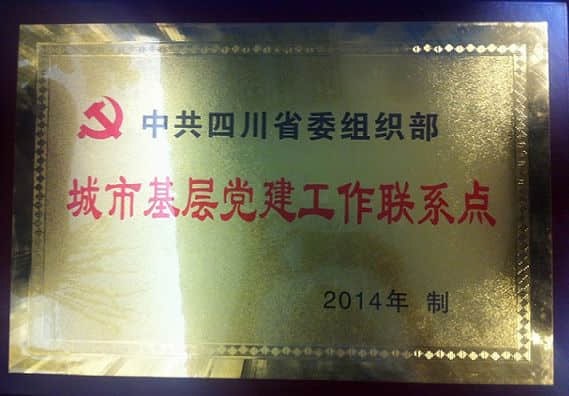 中共四川省委组织部
城市基层党建工作联系点
2014年 制